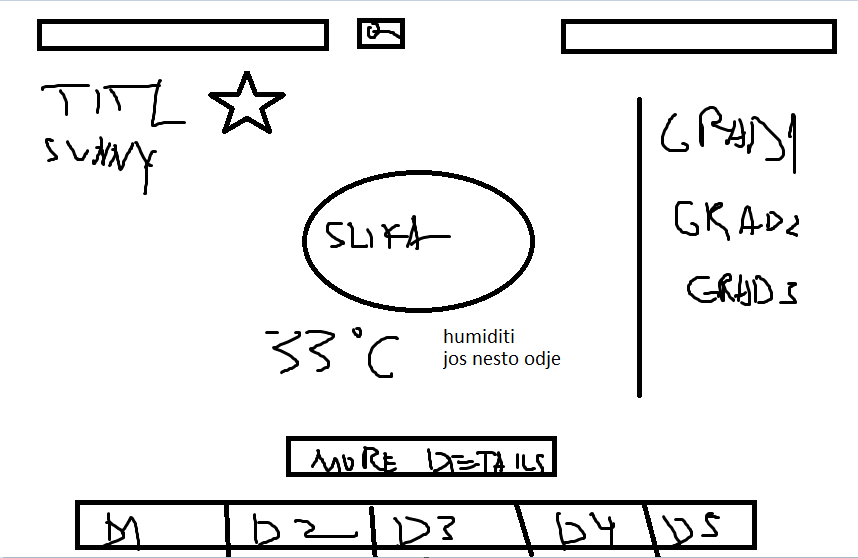 TITL
SUNNY
GRAD1
GRAD2
GRAD3
SLIKA
33°C
humiditi
jos nesto odje
MORE DETAILS
D1 D2 D3 D4 D5